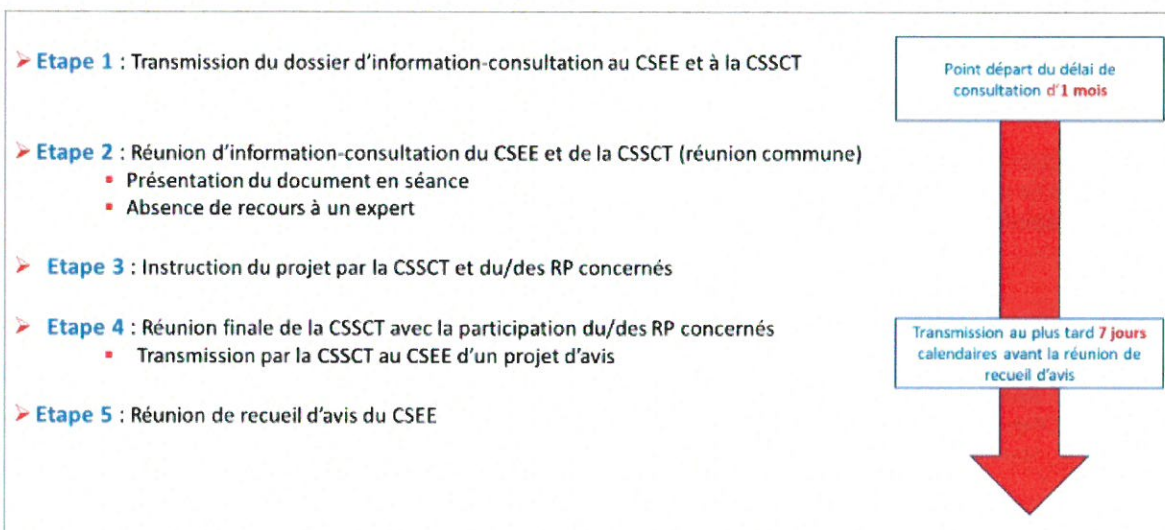 ➢ Etape 1 : Transmission du dossier d'information-consultation au CSEE et à la CSSCT
Point départ du délai de
consultation d'1 mois
➢ Etape 2 : Réunion d'information-consultation du CSEE et de la CSSCT (réunion commune)
▪ Présentation du document en séance
▪ Absence de recours à un expert
➢ Etape 3 : Instruction du projet par la CSSCT et du/des RP concernés
➢ Etape 4 : Réunion finale de la CSSCT avec la participation du/des RP concernés
▪ Transmission par la CSSCT au CSEE d'un projet d'avis
Transmission au plus tard 7 jours
calendaires avant la réunion de
recueil d'avis
➢ Etape 5 : Réunion de recueil d'avis du CSEE